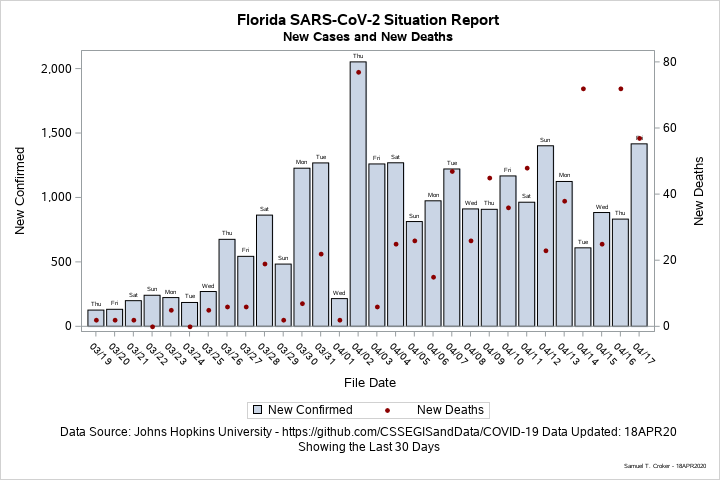 Florida SARS-CoV-2 Situation Report
New Cases and New Deaths
New Confirmed
2,000
1,500
1,000
500
0
New Deaths
80
60
40
20
0
Thu Fri Sat Sun Mon Tue Wed Thu Fri Sat Sun Mon Tue Wed Thu Fri Sat Sun Mon Tue Wed Thu Fri Sat Sun Mon Tue Wed Thu
03/19 03/20 03/21 03/22 03/23 03/24 03/25 03/26 03/27 03/28 03/29 03/30 03/31 04/01 04/02 04/03 04/04 04/05 04/06 04/07 04/08 04/09 04/10 04/11 04/12 04/13 04/14 04/15 04/16 04/17
File Date
New Confirmed New Deaths
Data Source: Johns Hopkins University - https://github.com/CSSEGISandData/COVID-19 Data Updated: 18APR20
Showing the Last 30 Days
Samuel T. Croker - 18APR2020